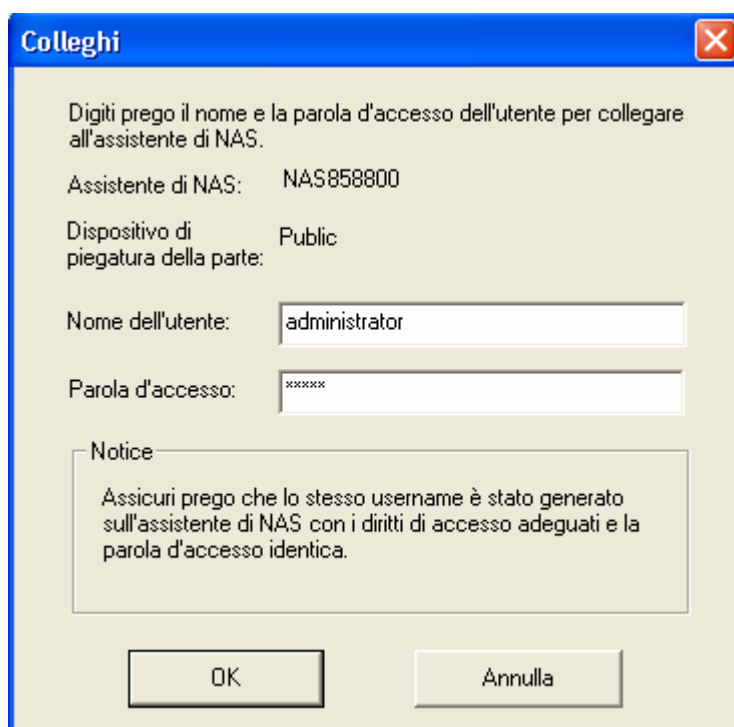 Colleghi
Digiti prego il nome e la parola d'accesso dell'utente per collegare
all'assistente di NAS.
Assistente di NAS: NAS858800
Dispositivo di
piegatura della parte: Public
Nome dell'utente: administrator
Parola d'accesso: *****
Notice
Assicuri prego che lo stesso username è stato generato
sull'assistente di NAS con i diritti di accesso adeguati e la
parola d'accesso identica.
OK Annulla